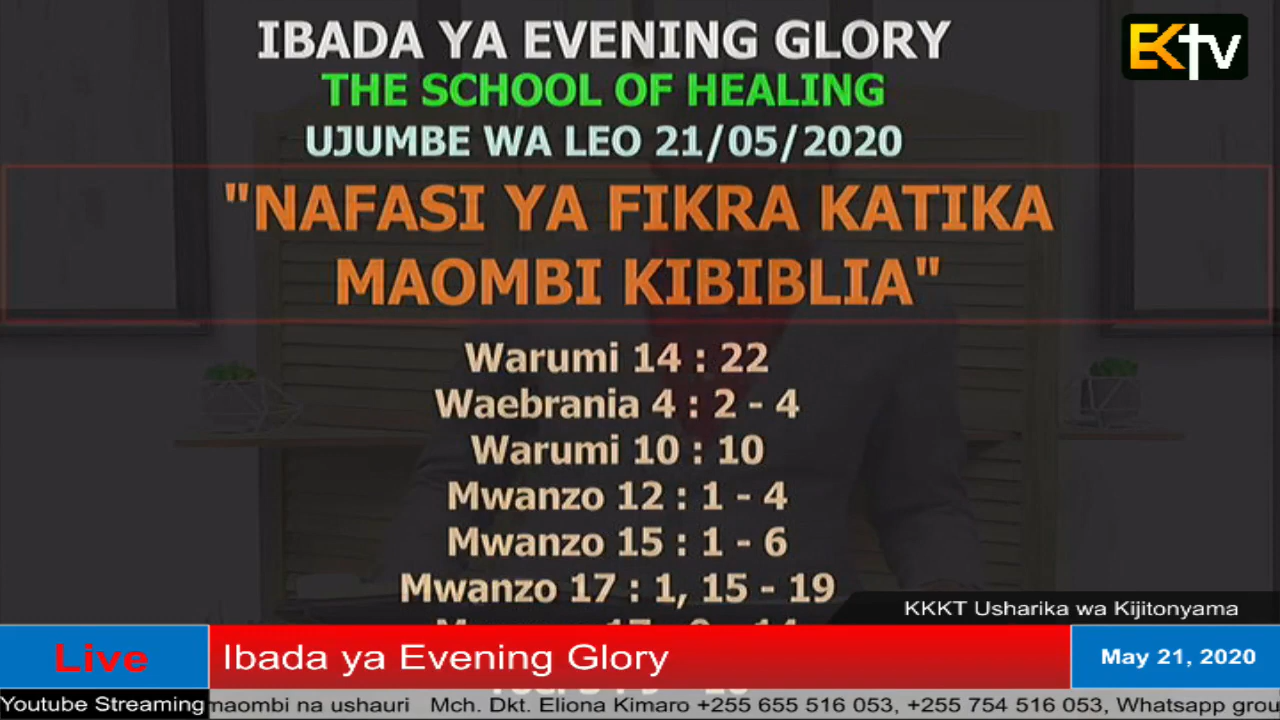 IBADA YA EVENING GLORY
EKtv
THE SCHOOL OF HEALING
UJUMBE WA LEO 21/05/2020
"NAFASI YA FIKRA KATIKA
MAOMBI KIBIBLIA"
Warumi 14 : 22
Waebrania 4 : 2 - 4
Warumi 10 : 10
Mwanzo 12 : 1 - 4
Mwanzo 15 : 1 - 6
Mwanzo 17 : 1, 15 - 19
KKKT Usharika wa Kijitonyama
Live
Ibada ya Evening Glory
May 21, 2020
Youtube Streaming
maombi na ushauri Mch. Dkt. Eliona Kimaro +255 655 516 053, +255 754 516 053, Whatsapp grou